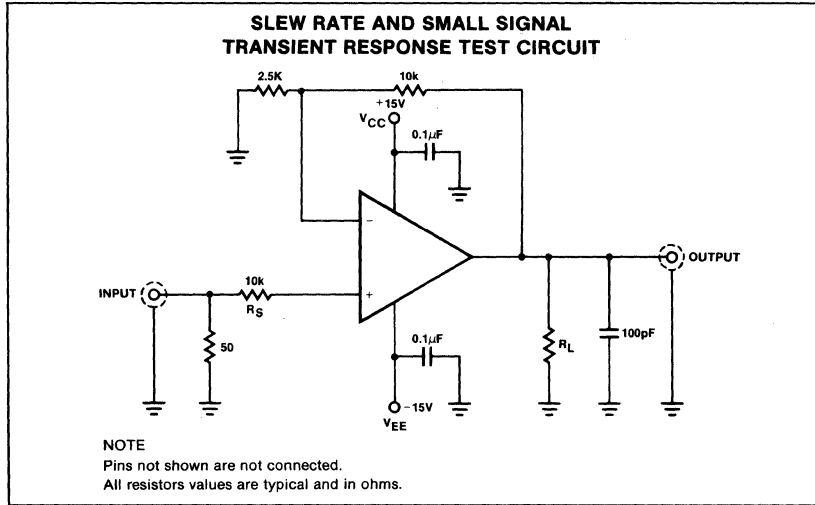 SLEW RATE AND SMALL SIGNAL
TRANSIENT RESPONSE TEST CIRCUIT
2.5K
10k
+15V
VCC
0.1µF
−
INPUT
10k
RS
+
50
OUTPUT
0.1µF
RL
100pF
−15V
VEE
NOTE
Pins not shown are not connected.
All resistors values are typical and in ohms.